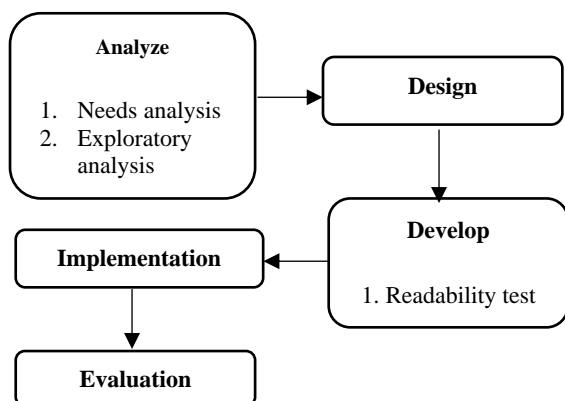 Analyze
1. Needs analysis
2. Exploratory
analysis
Design
Develop
1. Readability test
Implementation
Evaluation